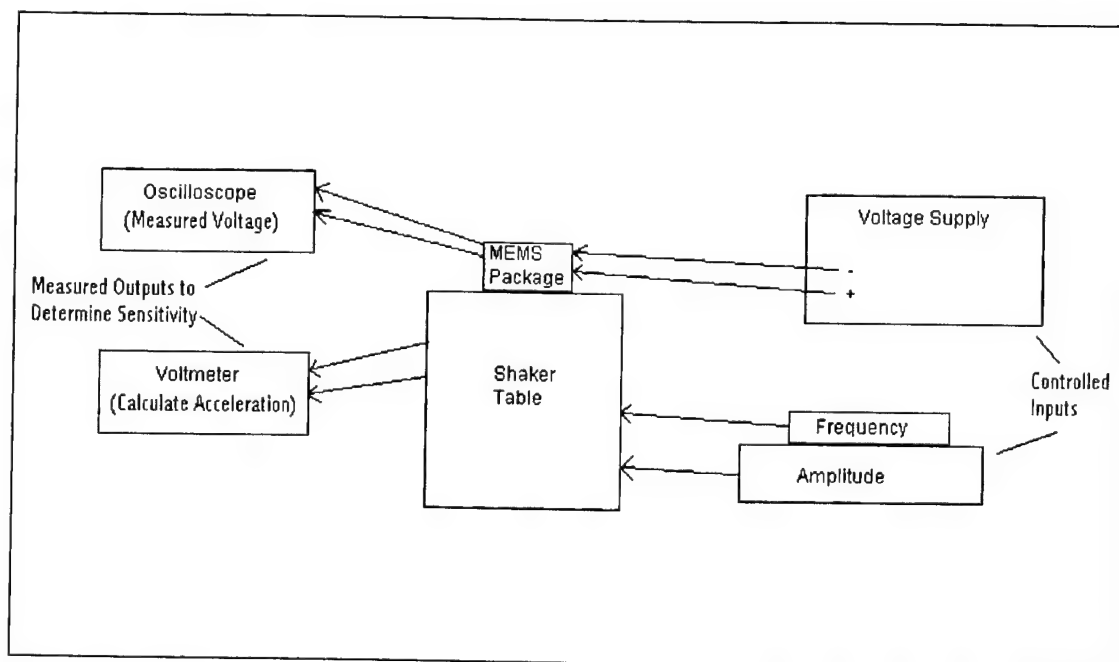 Oscilloscope
(Measured Voltage)
Voltage Supply
MEMS
Package
-
+
Measured Outputs to
Determine Sensitivity
Voltmeter
(Calculate Acceleration)
Shaker
Table
Controlled
Inputs
Frequency
Amplitude